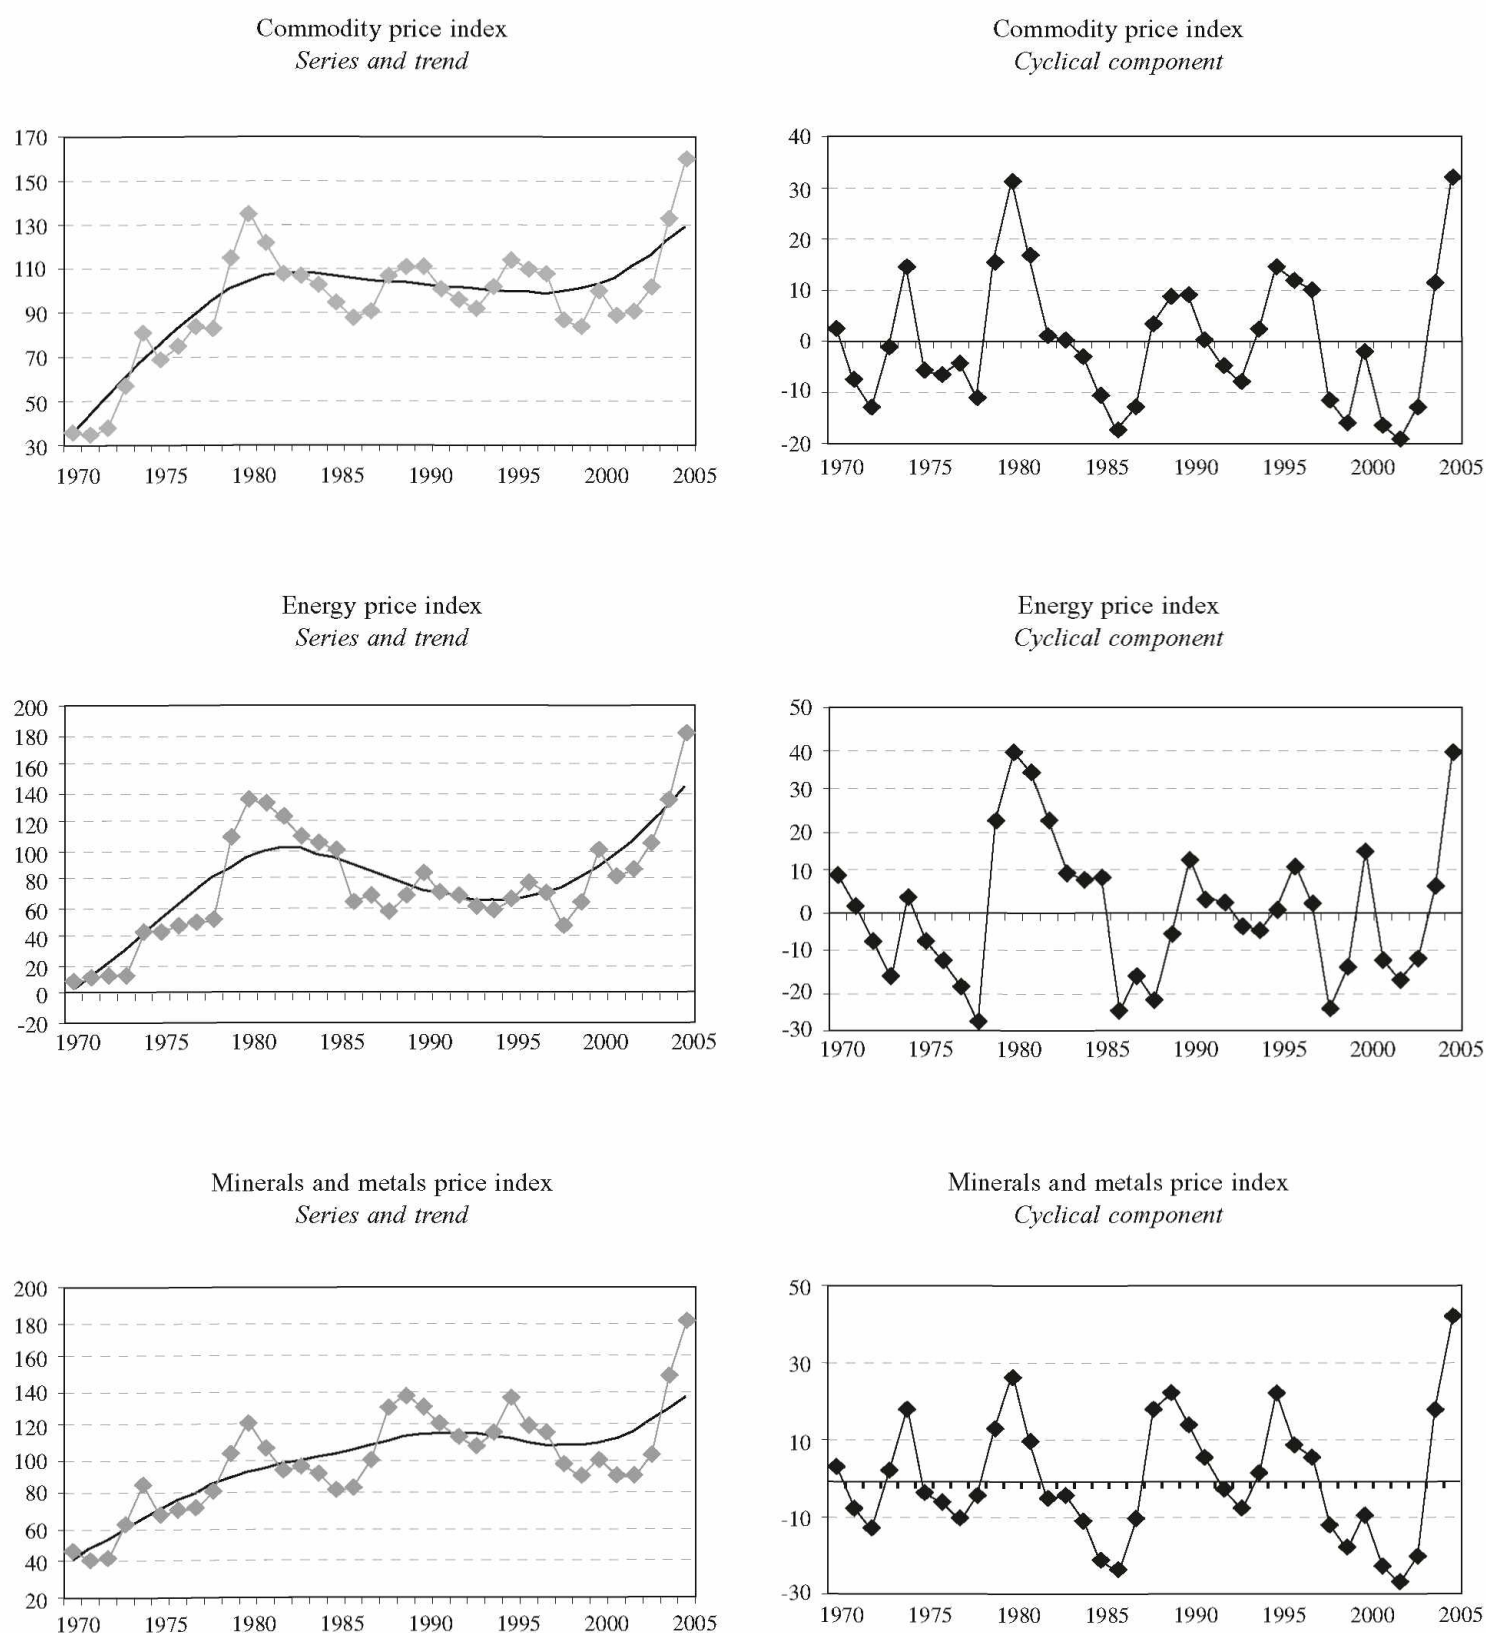 Commodity price index
Series and trend
170
150
130
110
90
70
50
30
1970 1975 1980 1985 1990 1995 2000 2005
Commodity price index
Cyclical component
40
30
20
10
0
-10
-20
1970 1975 1980 1985 1990 1995 2000 2005
Energy price index
Series and trend
200
180
160
140
120
100
80
60
40
20
0
-20
1970 1975 1980 1985 1990 1995 2000 2005
Energy price index
Cyclical component
50
40
30
20
10
0
-10
-20
-30
1970 1975 1980 1985 1990 1995 2000 2005
Minerals and metals price index
Series and trend
200
180
160
140
120
100
80
60
40
20
1970 1975 1980 1985 1990 1995 2000 2005
Minerals and metals price index
Cyclical component
50
30
10
-10
-30
1970 1975 1980 1985 1990 1995 2000 2005